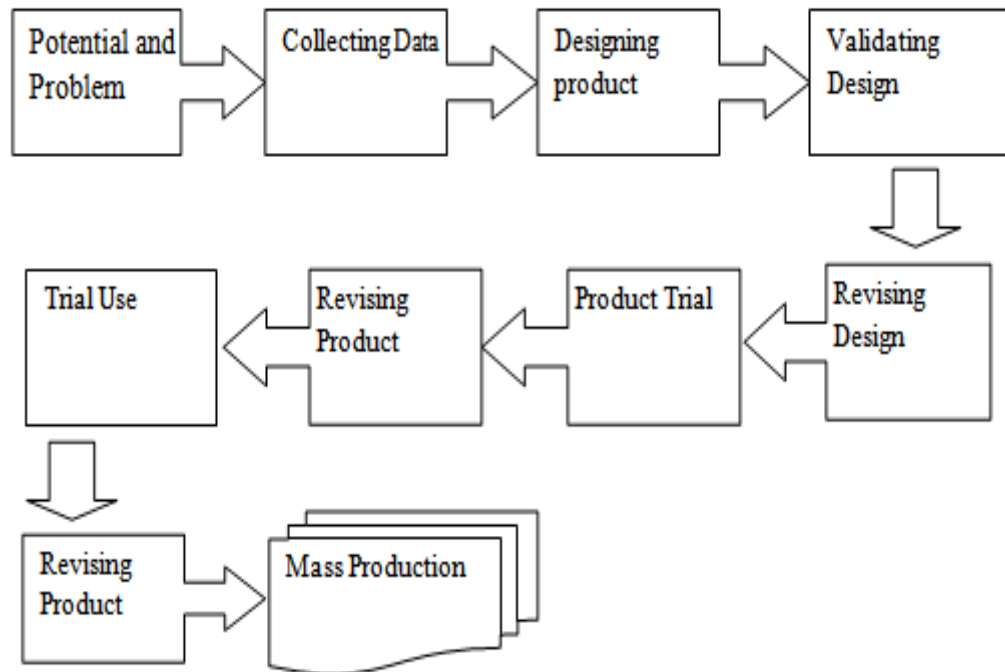 Potential and
Problem
Collecting Data
Designing
product
Validating
Design
Revising
Design
Product Trial
Revising
Product
Trial Use
Revising
Product
Mass Production